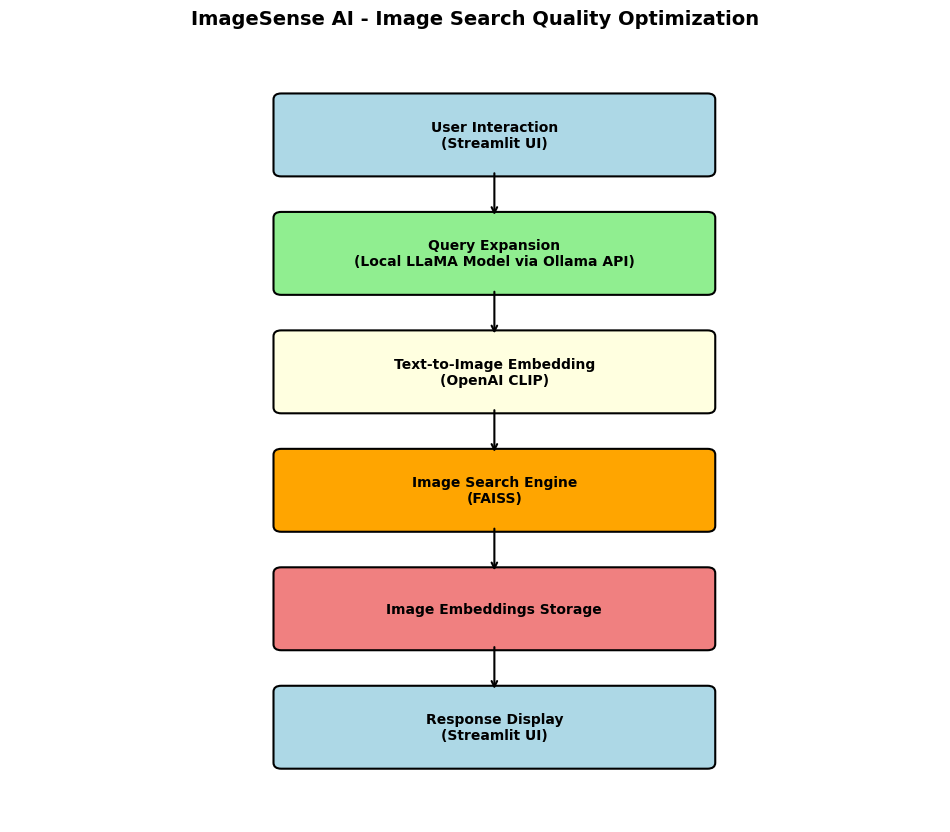 ImageSense AI - Image Search Quality Optimization
User Interaction
(Streamlit UI)
Query Expansion
(Local LLaMA Model via Ollama API)
Text-to-Image Embedding
(OpenAI CLIP)
Image Search Engine
(FAISS)
Image Embeddings Storage
Response Display
(Streamlit UI)